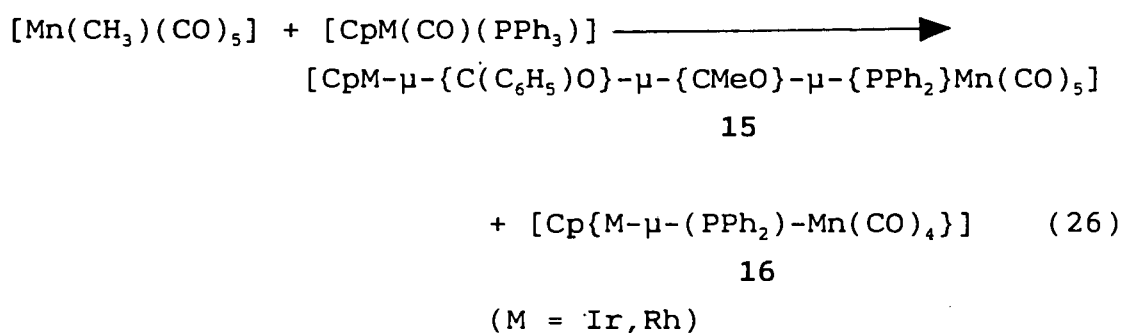 [Mn(CH₃)(CO)₅] + [CpM(CO)(PPh₃)]
[CpM-μ-{C(C₆H₅)O}-μ-{CMeO}-μ-{PPh₂}Mn(CO)₅]
15
+ [Cp{M-μ-(PPh₂)-Mn(CO)₄}] (26)
16
(M = Ir,Rh)